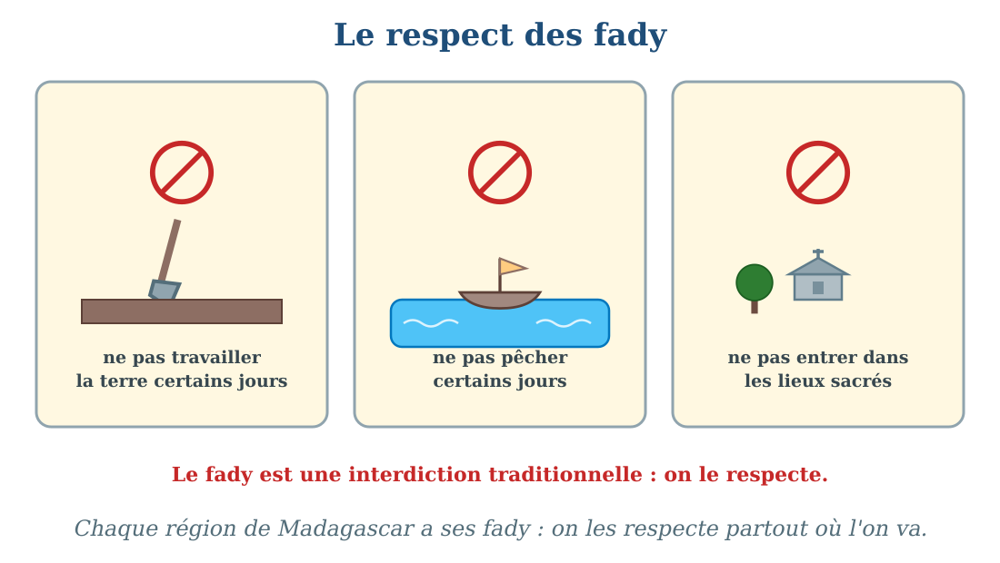 Le respect des fady
ne pas travailler
la terre certains jours
ne pas pêcher
certains jours
ne pas entrer dans
les lieux sacrés
Le fady est une interdiction traditionnelle : on le respecte.
Chaque région de Madagascar a ses fady : on les respecte partout où l'on va.